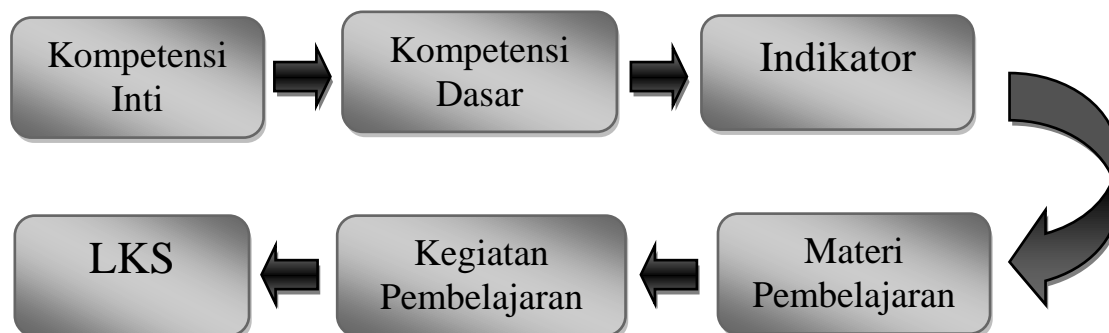 Kompetensi
Inti
Kompetensi
Dasar
Indikator
Materi
Pembelajaran
Kegiatan
Pembelajaran
LKS